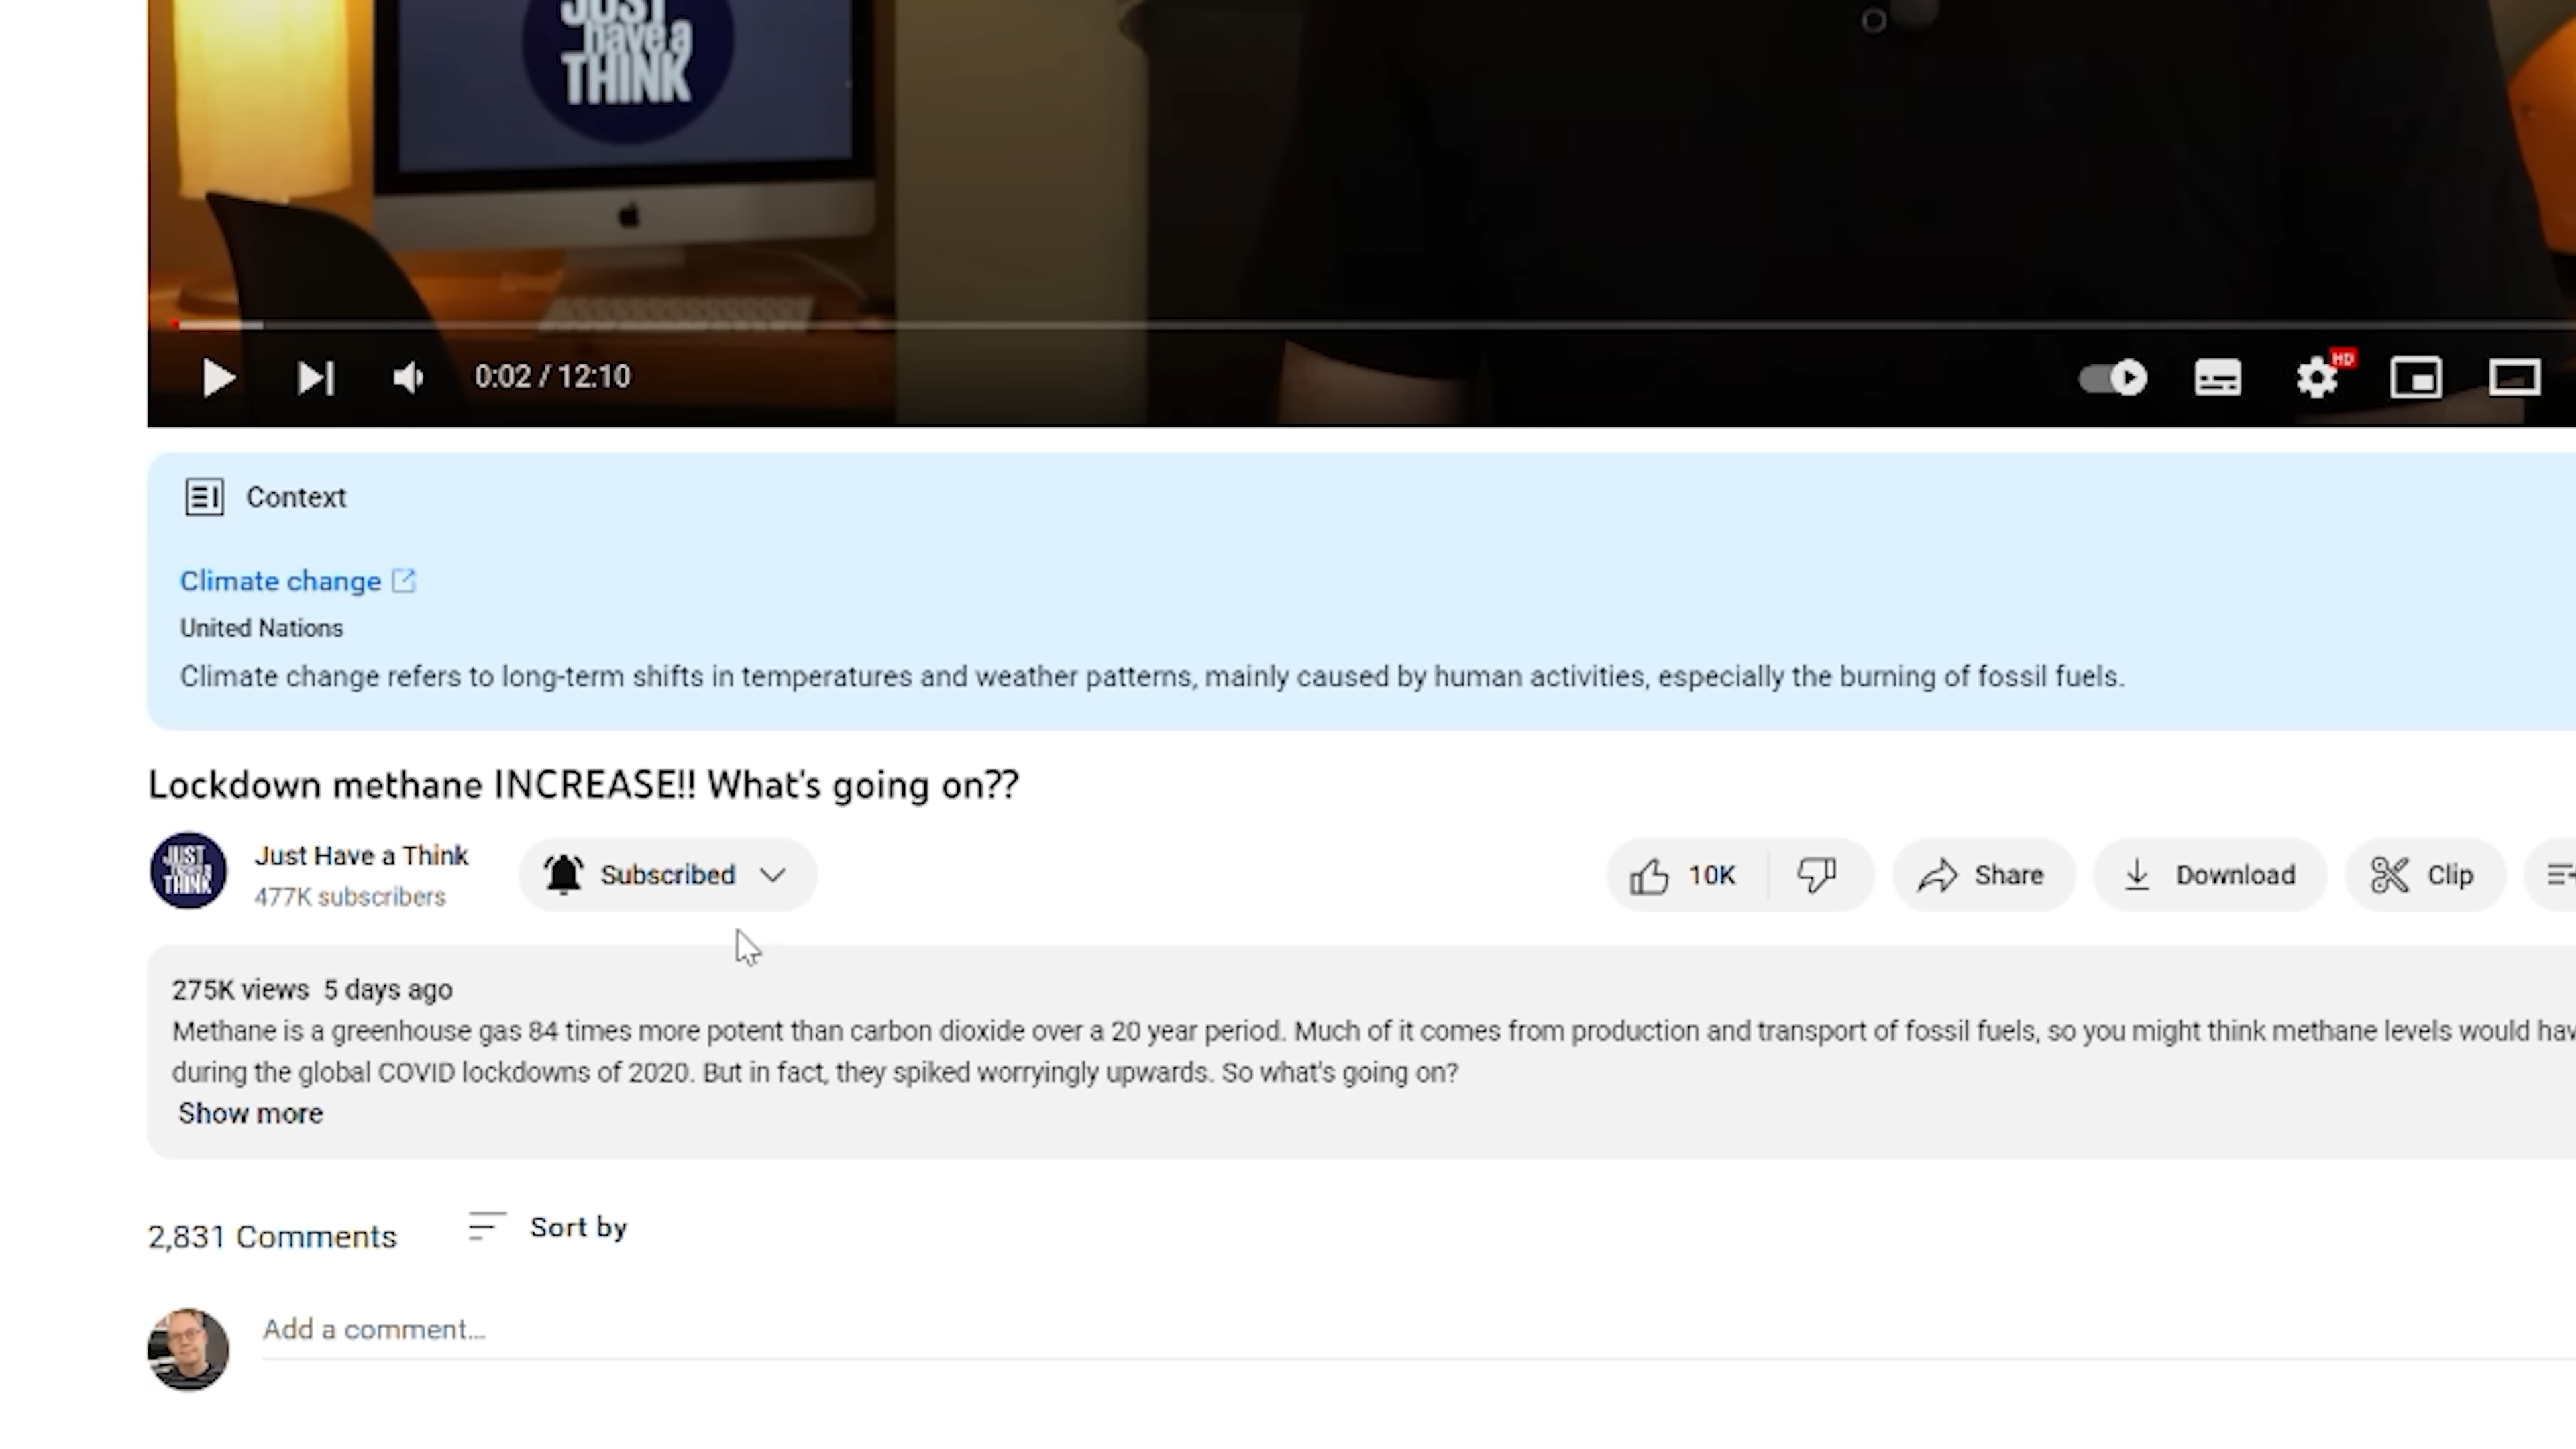 JUST
have a
THINK
0:02 / 12:10
HD
Context
Climate change
United Nations
Climate change refers to long-term shifts in temperatures and weather patterns, mainly caused by human activities, especially the burning of fossil fuels.
Lockdown methane INCREASE!! What's going on??
JUST
have a
THINK
Just Have a Think
Subscribed
477K subscribers
10K
Share
Download
Clip
275K views 5 days ago
Methane is a greenhouse gas 84 times more potent than carbon dioxide over a 20 year period. Much of it comes from production and transport of fossil fuels, so you might think methane levels would
during the global COVID lockdowns of 2020. But in fact, they spiked worryingly upwards. So what's going on?
Show more
2,831 Comments
Sort by
Add a comment...